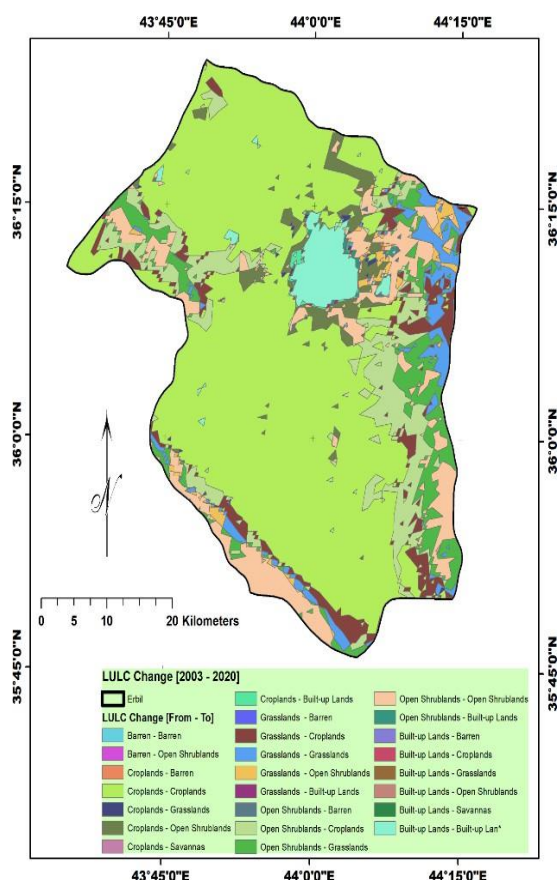 43°45'0"E 44°0'0"E 44°15'0"E
36°15'0"N 36°15'0"N
36°0'0"N 36°0'0"N
N
0 5 10 20 Kilometers
35°45'0"N 35°45'0"N
LULC Change [2003 - 2020]
Erbil
LULC Change [From - To]
Barren - Barren
Barren - Open Shrublands
Croplands - Barren
Croplands - Croplands
Croplands - Grasslands
Croplands - Open Shrublands
Croplands - Savannas
Croplands - Built-up Lands
Grasslands - Barren
Grasslands - Croplands
Grasslands - Grasslands
Grasslands - Open Shrublands
Grasslands - Built-up Lands
Open Shrublands - Barren
Open Shrublands - Croplands
Open Shrublands - Grasslands
Open Shrublands - Open Shrublands
Open Shrublands - Built-up Lands
Built-up Lands - Barren
Built-up Lands - Croplands
Built-up Lands - Grasslands
Built-up Lands - Open Shrublands
Built-up Lands - Savannas
Built-up Lands - Built-up Lan*
43°45'0"E 44°0'0"E 44°15'0"E